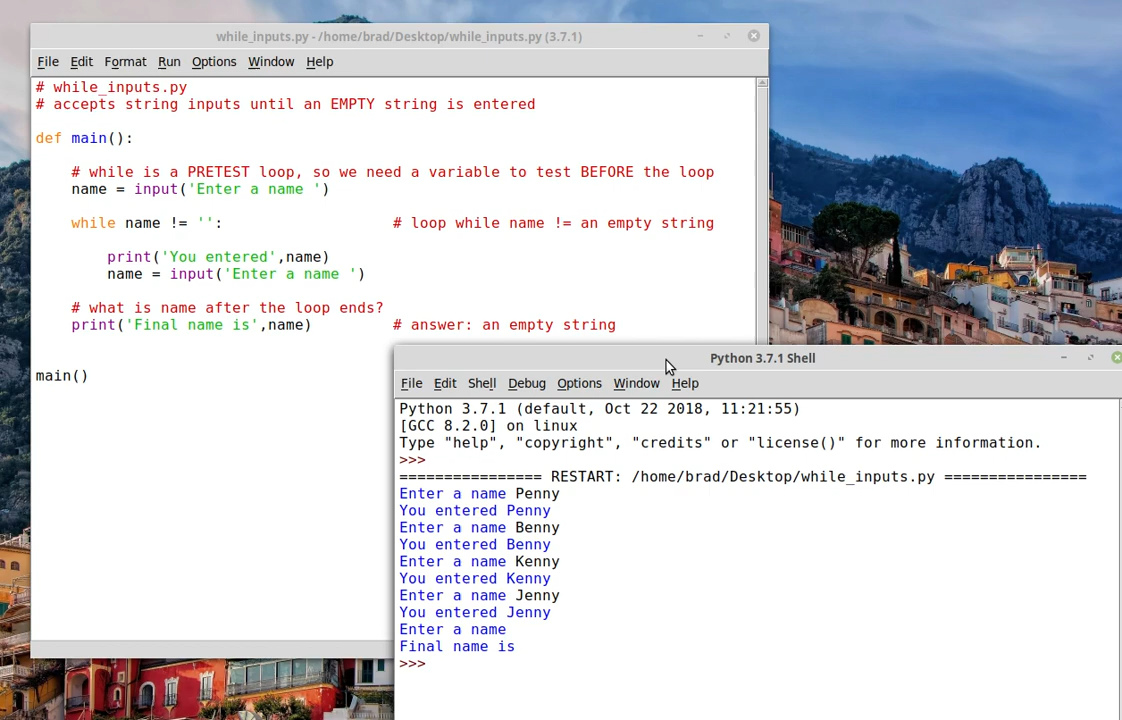 while_inputs.py - /home/brad/Desktop/while_inputs.py (3.7.1)
File Edit Format Run Options Window Help
# while_inputs.py
# accepts string inputs until an EMPTY string is entered
def main():
# while is a PRETEST loop, so we need a variable to test BEFORE the loop
name = input('Enter a name ')
while name != '': # loop while name != an empty string
print('You entered',name)
name = input('Enter a name ')
# what is name after the loop ends?
print('Final name is',name) # answer: an empty string
main()
Python 3.7.1 Shell
File Edit Shell Debug Options Window Help
Python 3.7.1 (default, Oct 22 2018, 11:21:55)
[GCC 8.2.0] on linux
Type "help", "copyright", "credits" or "license()" for more information.
>>>
================ RESTART: /home/brad/Desktop/while_inputs.py ================
Enter a name Penny
You entered Penny
Enter a name Benny
You entered Benny
Enter a name Kenny
You entered Kenny
Enter a name Jenny
You entered Jenny
Enter a name
Final name is
>>>